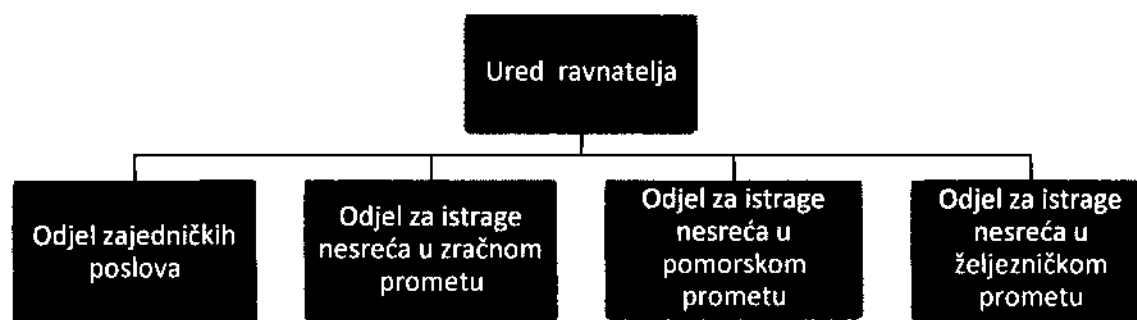 Ured ravnatelja
Odjel zajedničkih
poslova
Odjel za istrage
nesreća u zračnom
prometu
Odjel za istrage
nesreća u
pomorskom
prometu
Odjel za istrage
nesreća u
željezničkom
prometu